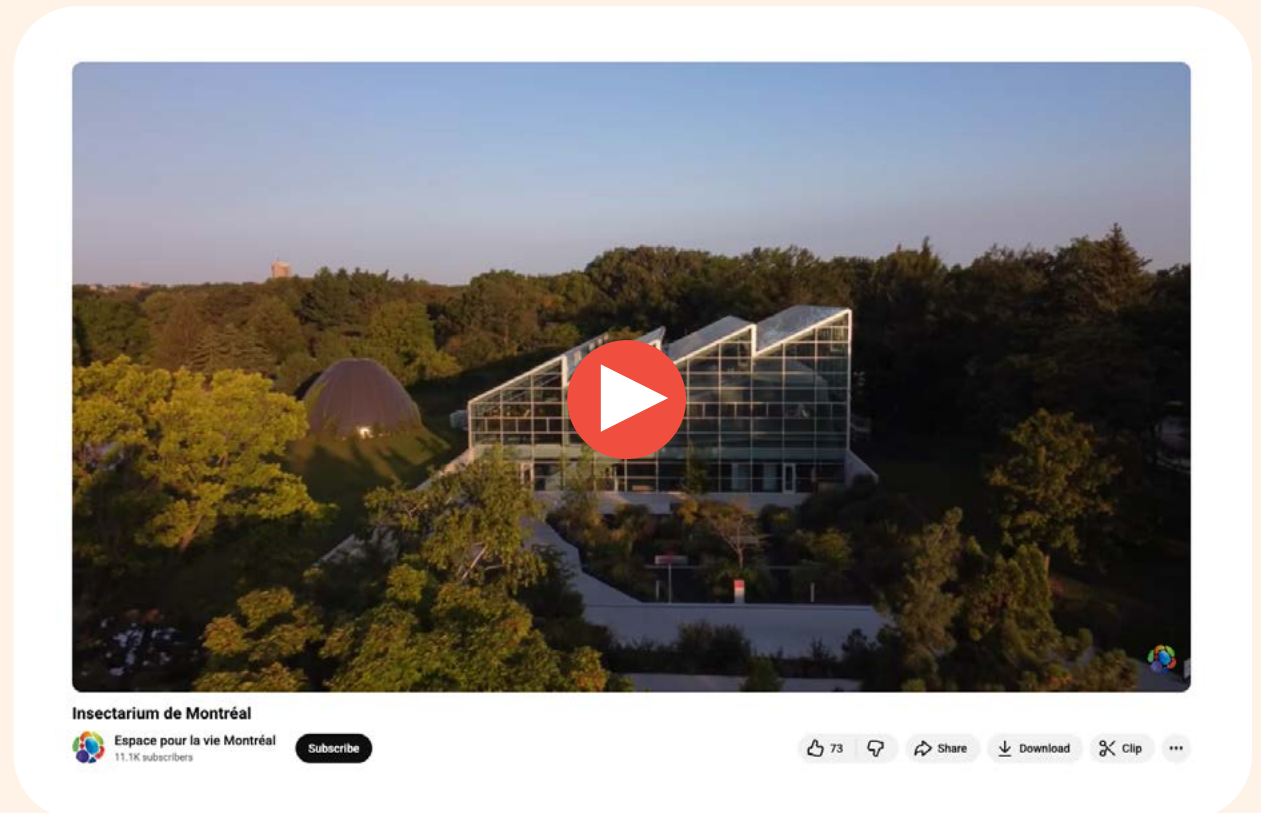 Insectarium de Montréal
Espace pour la vie Montréal
11.1K subscribers
Subscribe
73
Share
Download
Clip